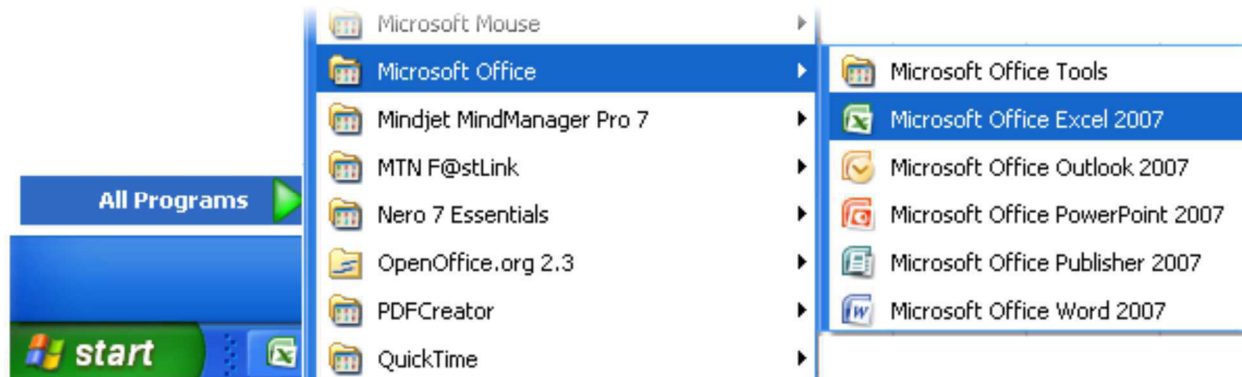 Microsoft Mouse
Microsoft Office
Mindjet MindManager Pro 7
MTN F@stLink
Nero 7 Essentials
OpenOffice.org 2.3
PDFCreator
QuickTime
All Programs
start
Microsoft Office Tools
Microsoft Office Excel 2007
Microsoft Office Outlook 2007
Microsoft Office PowerPoint 2007
Microsoft Office Publisher 2007
Microsoft Office Word 2007